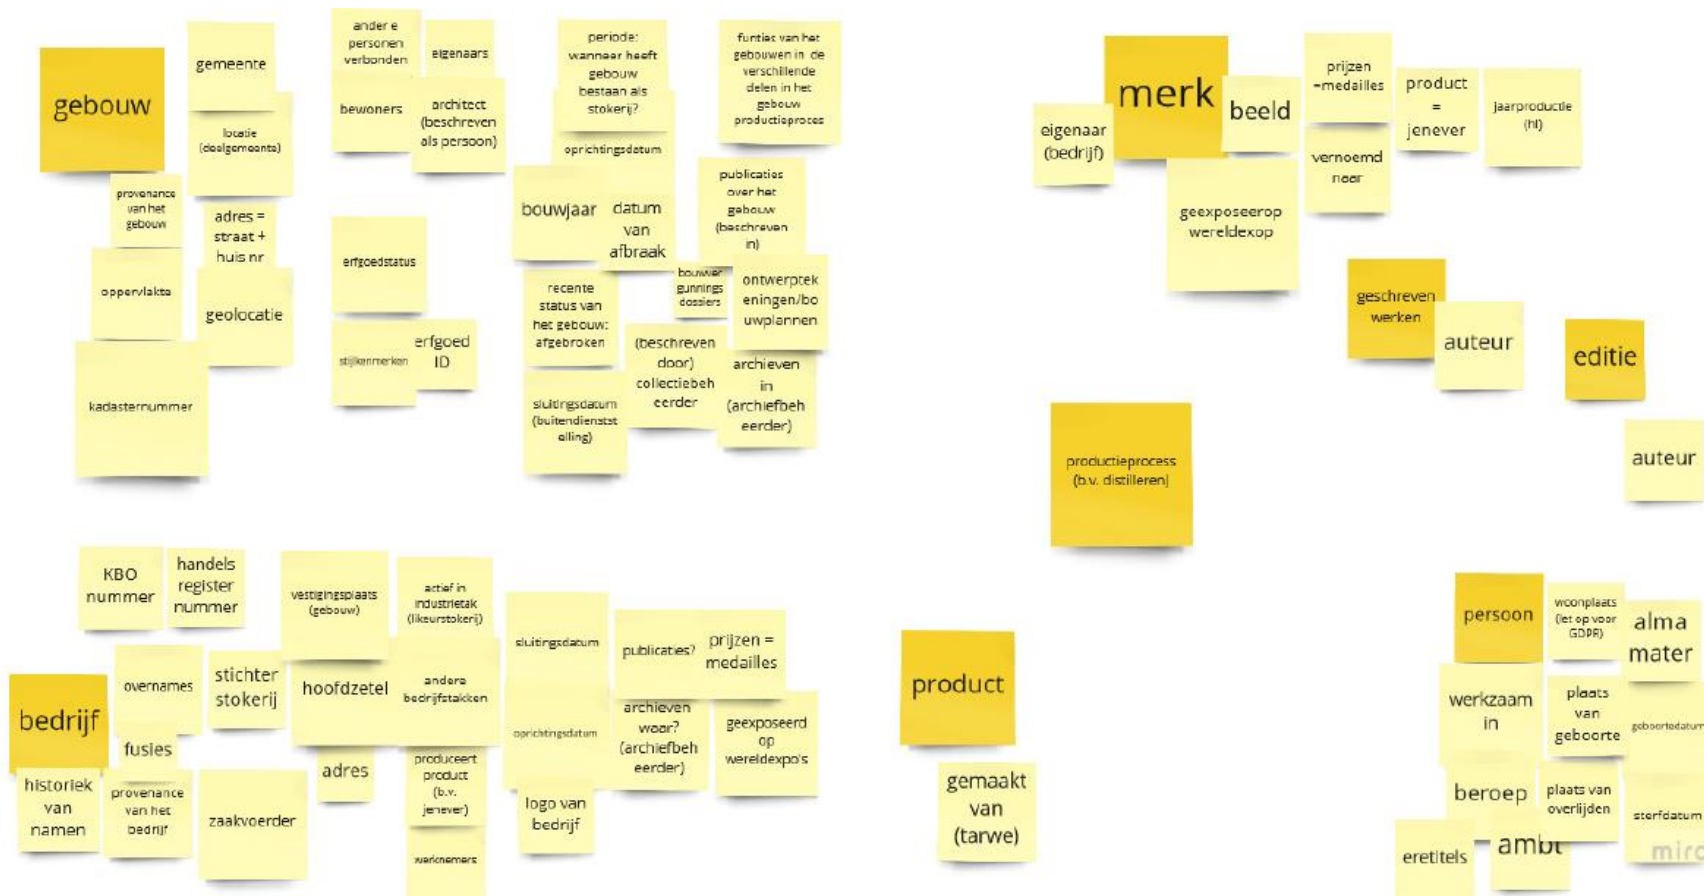 gebouw
gemeente
locatie
(deelgemeente)
provenance
van het
gebouw
adres =
straat +
huis nr
oppervlakte
geolocatie
kadasternummer
ander e
personen
verbonden
eigenaars
bewoners
architect
(beschreven
als persoon)
erfgoedstatus
stijlkenmerken
erfgoed
ID
periode:
wanneer heeft
gebouw
bestaan als
stokerij?
oprichtingsdatum
bouwjaar
datum
van
afbraak
recente
status van
het gebouw:
afgebroken
sluitingsdatum
(buitendienstst
elling)
funties van het
gebouwen in de
verschillende
delen in het
gebouw
productieproces
publicaties
over het
gebouw
(beschreven
in)
bouwver
gunnings
dossiers
ontwerptek
eningen/bo
uwplannen
(beschreven
door)
collectiebeh
eerder
archieven
in
(archiefbeh
eerder)
merk
eigenaar
(bedrijf)
beeld
prijzen
=medailles
product
=
jenever
jaarproductie
(hl)
vernoemd
naar
geexposeerop
wereldexop
geschreven
werken
auteur
editie
auteur
productieprocess
(b.v. distilleren)
bedrijf
KBO
nummer
handels
register
nummer
vestigingsplaats
(gebouw)
actief in
industrietak
(likeurstokerij)
overnames
stichter
stokerij
hoofdzetel
andere
bedrijfstakken
sluitingsdatum
publicaties?
prijzen =
medailles
fusies
adres
oprichtingsdatum
archieven
waar?
(archiefbeh
eerder)
geexposeerd
op
wereldexpo's
historiek
van
namen
provenance
van het
bedrijf
zaakvoerder
produceert
product
(b.v.
jenever)
logo van
bedrijf
werknemers
product
gemaakt
van
(tarwe)
persoon
woonplaats
(let op voor
GDPR)
alma
mater
werkzaam
in
plaats
van
geboorte
geboortedatum
beroep
plaats van
overlijden
sterfdatum
eretitels
ambt
miro